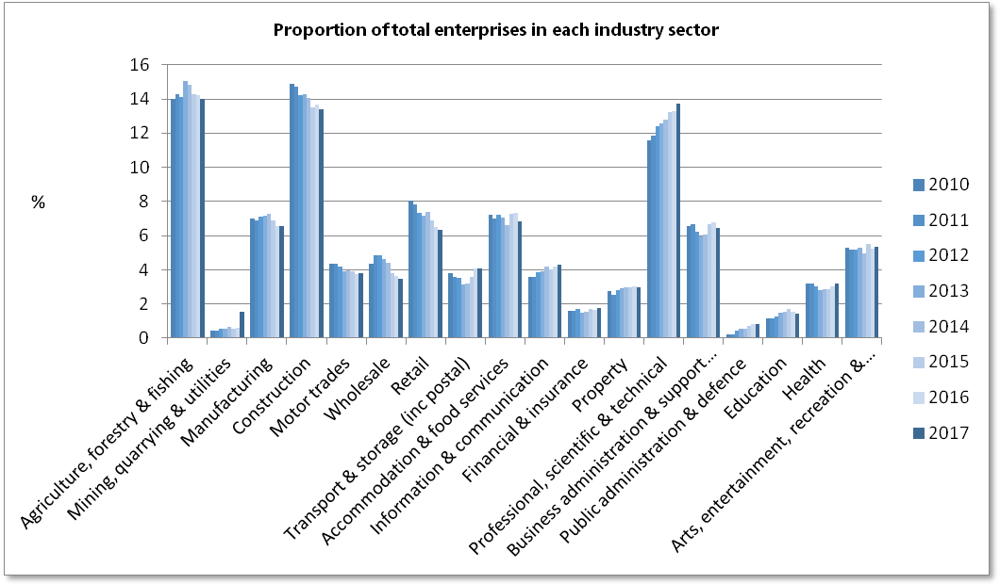 Proportion of total enterprises in each industry sector
16
14
12
10
8
6
4
2
0
%
Agriculture, forestry & fishing
Mining, quarrying & utilities
Manufacturing
Construction
Motor trades
Wholesale
Retail
Transport & storage (inc postal)
Accommodation & food services
Information & communication
Financial & insurance
Property
Professional, scientific & technical
Business administration & support...
Public administration & defence
Education
Health
Arts, entertainment, recreation &...
2010
2011
2012
2013
2014
2015
2016
2017